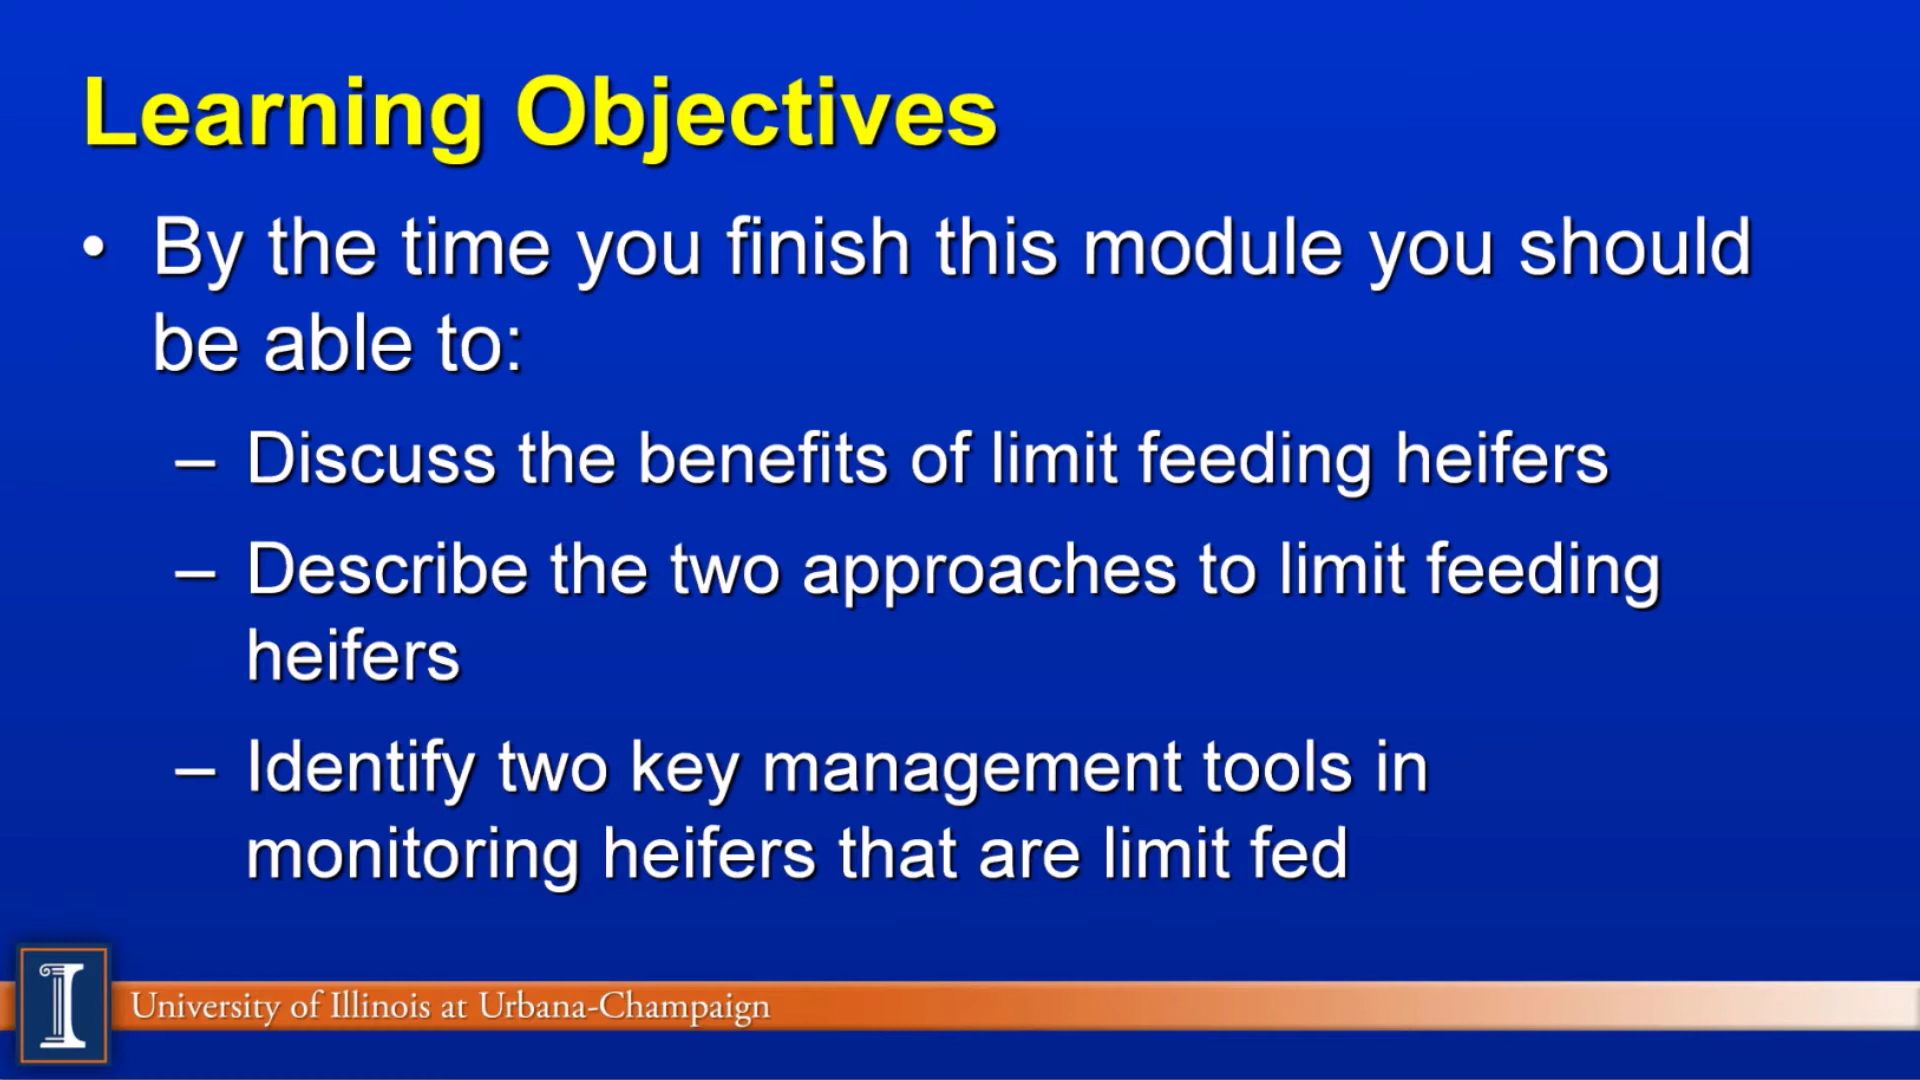 Learning Objectives
• By the time you finish this module you should
be able to:
– Discuss the benefits of limit feeding heifers
– Describe the two approaches to limit feeding
heifers
– Identify two key management tools in
monitoring heifers that are limit fed
I
University of Illinois at Urbana-Champaign